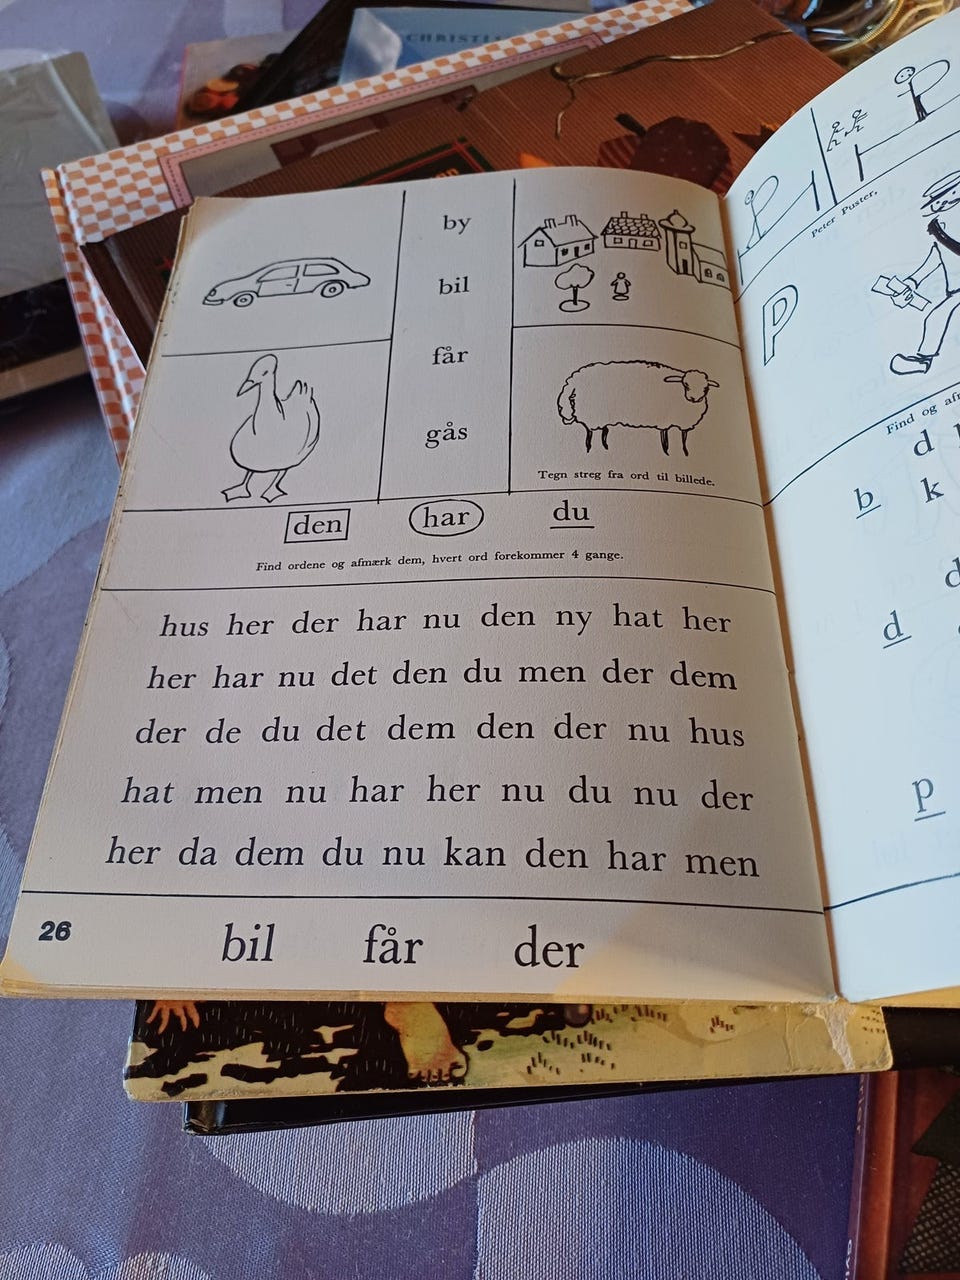 CHRISTI
by
bil
får
gås
Tegn streg fra ord til billede.
den har du
Find ordene og afmærk dem, hvert ord forekommer 4 gange.
hus her der har nu den ny hat her
her har nu det den du men der dem
der de du det dem den der nu hus
hat men nu har her nu du nu der
her da dem du nu kan den har men
26
bil får der
Peter Puster.
P
Find og
d
b k
d
d
p